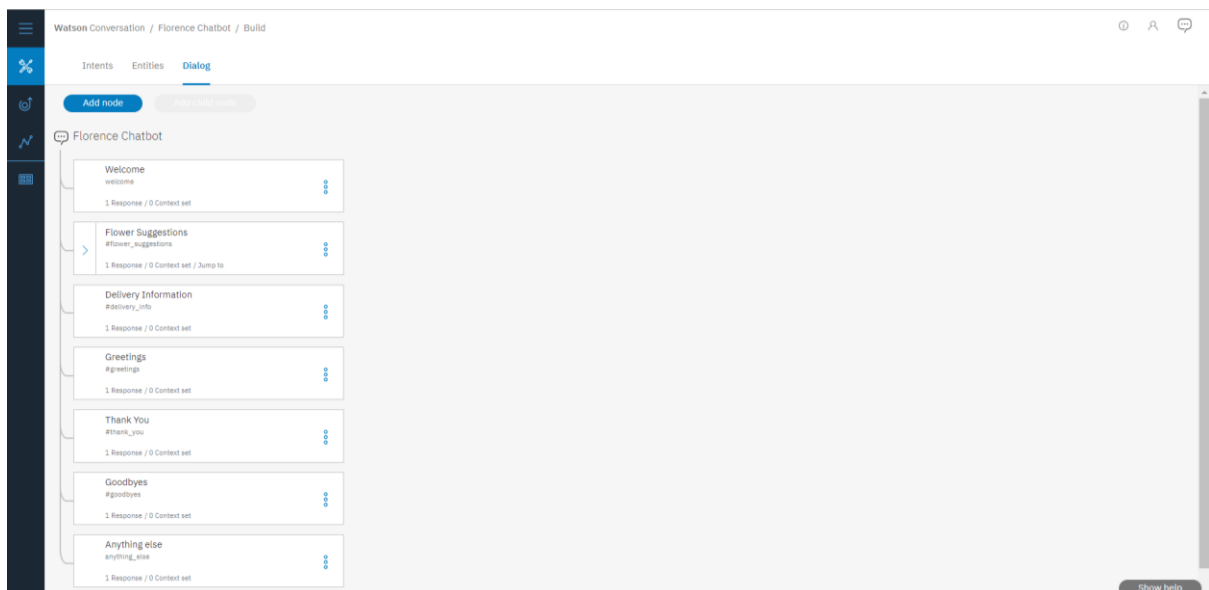 Watson Conversation / Florence Chatbot / Build
Intents Entities Dialog
Add node Add child node
Florence Chatbot
Welcome
welcome
1 Response / 0 Context set
Flower Suggestions
#flower_suggestions
1 Response / 0 Context set / Jump to
Delivery Information
#delivery_info
1 Response / 0 Context set
Greetings
#greetings
1 Response / 0 Context set
Thank You
#thank_you
1 Response / 0 Context set
Goodbyes
#goodbyes
1 Response / 0 Context set
Anything else
anything_else
1 Response / 0 Context set
Show help